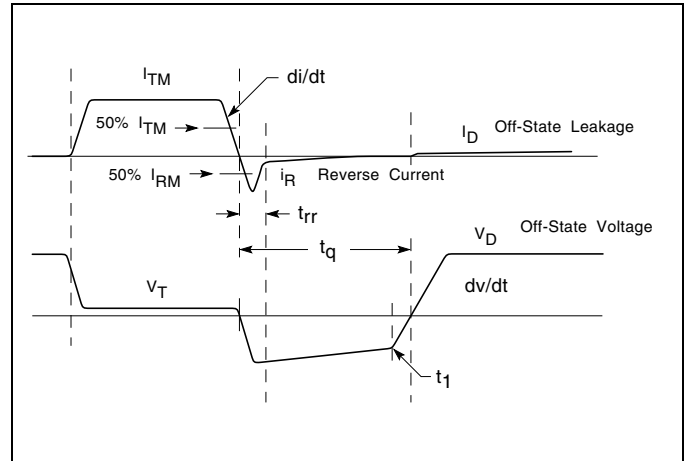 ITM
di/dt
50% ITM
ID Off-State Leakage
50% IRM
iR Reverse Current
trr
tq
VD Off-State Voltage
VT
dv/dt
t1